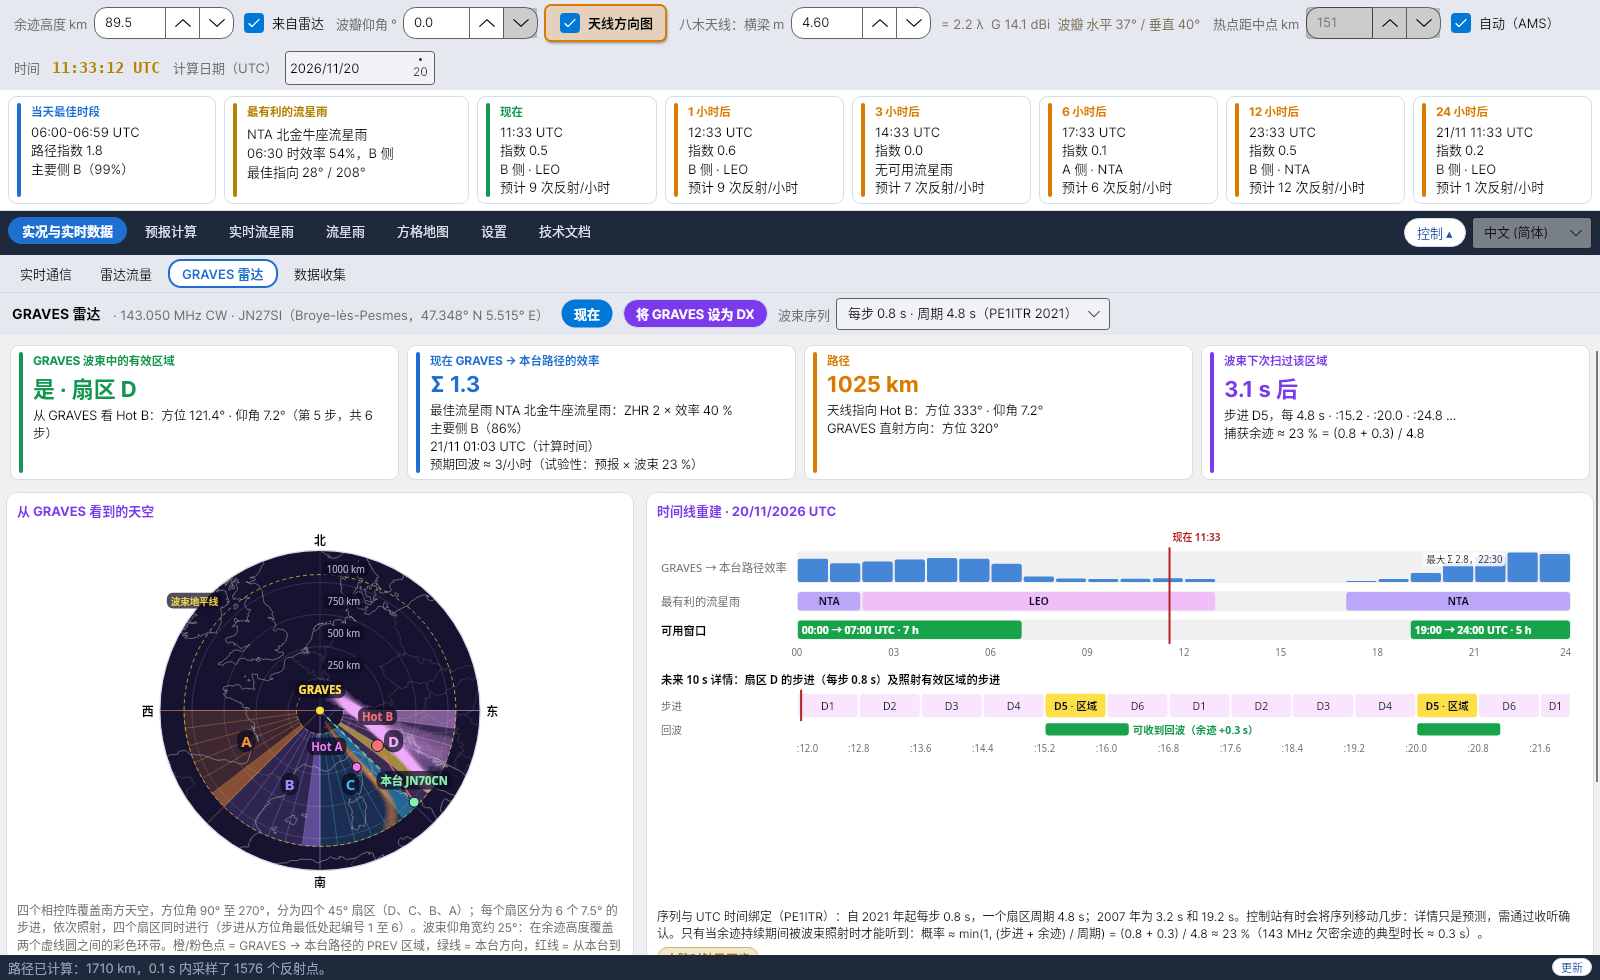 余迹高度 km 89.5 来自雷达 波瓣仰角 ° 0.0 天线方向图 八木天线：横梁 m 4.60 = 2.2 λ G 14.1 dBi 波瓣 水平 37° / 垂直 40° 热点距中点 km 151 自动（AMS）
时间 11:33:12 UTC 计算日期（UTC） 2026/11/20 20
当天最佳时段
06:00-06:59 UTC
路径指数 1.8
主要侧 B（99%）
最有利的流星雨
NTA 北金牛座流星雨
06:30 时效率 54%，B 侧
最佳指向 28° / 208°
现在
11:33 UTC
指数 0.5
B 侧 · LEO
预计 9 次反射/小时
1 小时后
12:33 UTC
指数 0.6
B 侧 · LEO
预计 9 次反射/小时
3 小时后
14:33 UTC
指数 0.0
无可用流星雨
预计 7 次反射/小时
6 小时后
17:33 UTC
指数 0.1
A 侧 · NTA
预计 6 次反射/小时
12 小时后
23:33 UTC
指数 0.5
B 侧 · NTA
预计 12 次反射/小时
24 小时后
21/11 11:33 UTC
指数 0.2
B 侧 · LEO
预计 1 次反射/小时
实况与实时数据 预报计算 实时流星雨 流星雨 方格地图 设置 技术文档 控制 ▴ 中文 (简体)
实时通信 雷达流量 GRAVES 雷达 数据收集
GRAVES 雷达 · 143.050 MHz CW · JN27SI（Broye-lès-Pesmes，47.348° N 5.515° E） 现在 将 GRAVES 设为 DX 波束序列 每步 0.8 s · 周期 4.8 s（PE1ITR 2021）
GRAVES 波束中的有效区域
是 · 扇区 D
从 GRAVES 看 Hot B：方位 121.4° · 仰角 7.2°（第 5 步，共 6
步）
现在 GRAVES → 本台路径的效率
Σ 1.3
最佳流星雨 NTA 北金牛座流星雨：ZHR 2 × 效率 40 %
主要侧 B（86%）
21/11 01:03 UTC（计算时间）
预期回波 ≈ 3/小时（试验性：预报 × 波束 23 %）
路径
1025 km
天线指向 Hot B：方位 333° · 仰角 7.2°
GRAVES 直射方向：方位 320°
波束下次扫过该区域
3.1 s 后
步进 D5，每 4.8 s · :15.2 · :20.0 · :24.8 ...
捕获余迹 ≈ 23 % = (0.8 + 0.3) / 4.8
从 GRAVES 看到的天空
北
1000 km
波束地平线
750 km
500 km
250 km
GRAVES
西
东
Hot B
A
Hot A
D
B
C
本台 JN70CN
南
四个相控阵覆盖南方天空，方位角 90° 至 270°，分为四个 45° 扇区（D、C、B、A）；每个扇区分为 6 个 7.5° 的
步进，依次照射，四个扇区同时进行（步进从方位角最低处起编号 1 至 6）。波束仰角宽约 25°：在余迹高度覆盖
两个虚线圆之间的彩色环带。橙/粉色点 = GRAVES → 本台路径的 PREV 区域，绿线 = 本台方向，红线 = 从本台到
时间线重建 · 20/11/2026 UTC
现在 11:33
GRAVES → 本台路径效率
最大 Σ 2.8，22:30
最有利的流星雨 NTA LEO NTA
可用窗口 00:00 → 07:00 UTC · 7 h 19:00 → 24:00 UTC · 5 h
00 03 06 09 12 15 18 21 24
未来 10 s 详情：扇区 D 的步进（每步 0.8 s）及照射有效区域的步进
步进 D1 D2 D3 D4 D5 · 区域 D6 D1 D2 D3 D4 D5 · 区域 D6 D1
回波 可收到回波（余迹 +0.3 s）
:12.0 :12.8 :13.6 :14.4 :15.2 :16.0 :16.8 :17.6 :18.4 :19.2 :20.0 :20.8 :21.6
序列与 UTC 时间绑定（PE1ITR）：自 2021 年起每步 0.8 s，一个扇区周期 4.8 s；2007 年为 3.2 s 和 19.2 s。控制站有时会将序列移动几步：详情只是预测，需通过收听确
认。只有当余迹持续期间被波束照射时才能听到：概率 ≈ min(1, (步进 + 余迹) / 周期) = (0.8 + 0.3) / 4.8 ≈ 23 %（143 MHz 欠密余迹的典型时长 ≈ 0.3 s）。
路径已计算：1710 km，0.1 s 内采样了 1576 个反射点。 更新